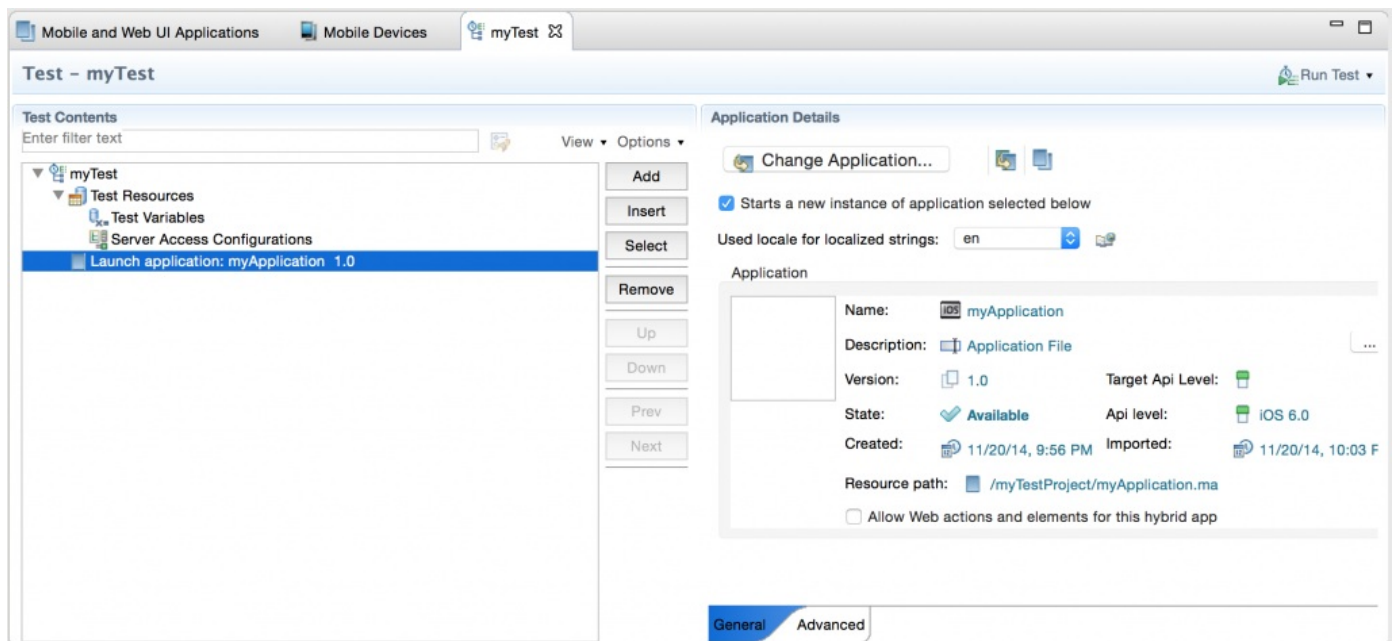 Mobile and Web UI Applications Mobile Devices myTest
Test - myTest Run Test
Test Contents
Enter filter text
View Options
myTest
Test Resources
Test Variables
Server Access Configurations
Launch application: myApplication 1.0
Add
Insert
Select
Remove
Up
Down
Prev
Next
Application Details
Change Application...
Starts a new instance of application selected below
Used locale for localized strings: en
Application
Name: iOS myApplication
Description: Application File ...
Version: 1.0 Target Api Level:
State: Available Api level: iOS 6.0
Created: 11/20/14, 9:56 PM Imported: 11/20/14, 10:03 P
Resource path: /myTestProject/myApplication.ma
Allow Web actions and elements for this hybrid app
General Advanced